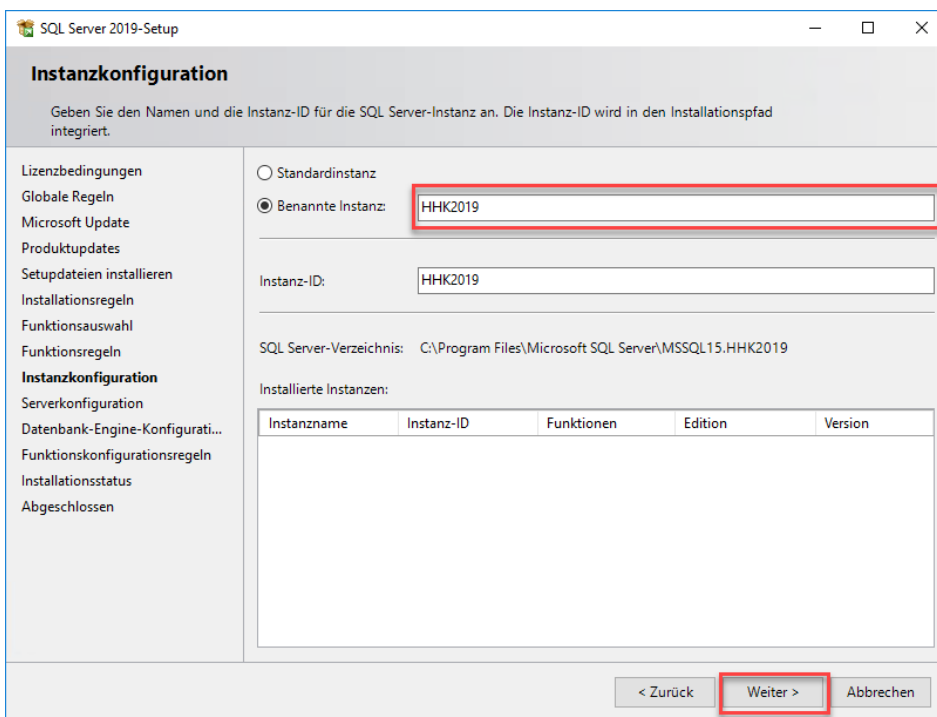 SQL Server 2019-Setup
Instanzkonfiguration
Geben Sie den Namen und die Instanz-ID für die SQL Server-Instanz an. Die Instanz-ID wird in den Installationspfad
integriert.
Lizenzbedingungen
Globale Regeln
Microsoft Update
Produktupdates
Setupdateien installieren
Installationsregeln
Funktionsauswahl
Funktionsregeln
Instanzkonfiguration
Serverkonfiguration
Datenbank-Engine-Konfigurati...
Funktionskonfigurationsregeln
Installationsstatus
Abgeschlossen
Standardinstanz
Benannte Instanz: HHK2019
Instanz-ID: HHK2019
SQL Server-Verzeichnis: C:\Program Files\Microsoft SQL Server\MSSQL15.HHK2019
Installierte Instanzen:
Instanzname Instanz-ID Funktionen Edition Version
< Zurück Weiter > Abbrechen